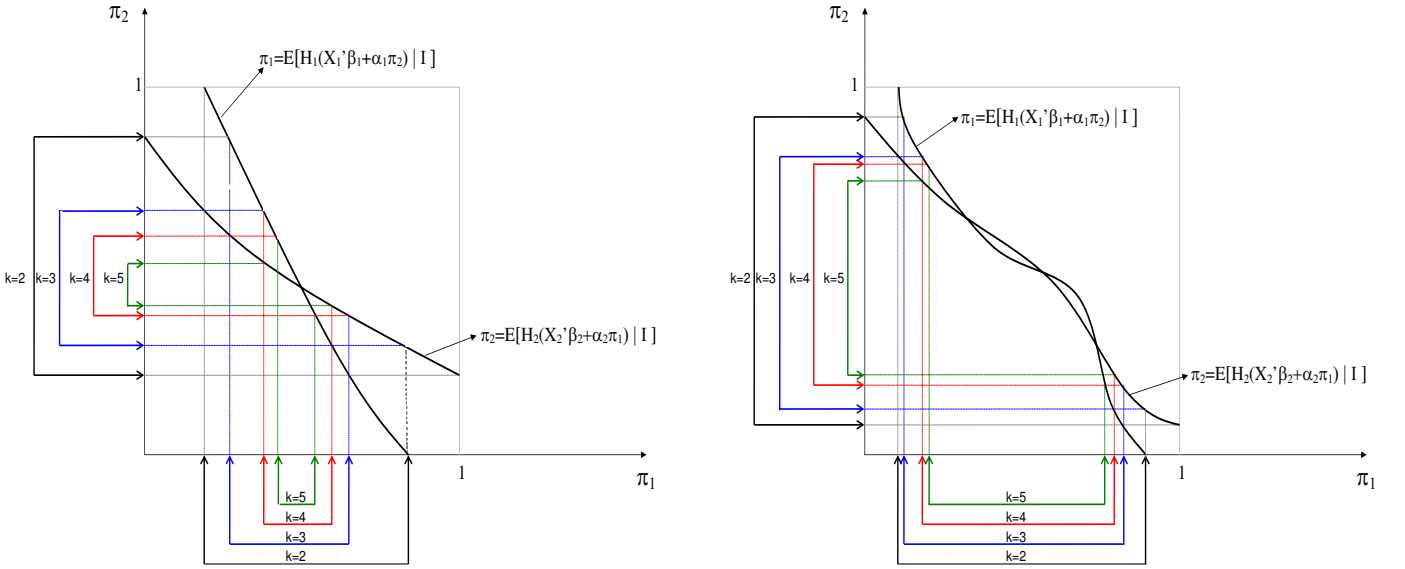 π₂
π₁=E[H₁(X₁’β₁+α₁π₂) | I ]
1
k=2
k=3
k=4
k=5
π₂=E[H₂(X₂’β₂+α₂π₁) | I ]
1
π₁
k=5
k=4
k=3
k=2
π₂
1
π₁=E[H₁(X₁’β₁+α₁π₂) | I ]
k=2
k=3
k=4
k=5
π₂=E[H₂(X₂’β₂+α₂π₁) | I ]
1
π₁
k=5
k=4
k=3
k=2